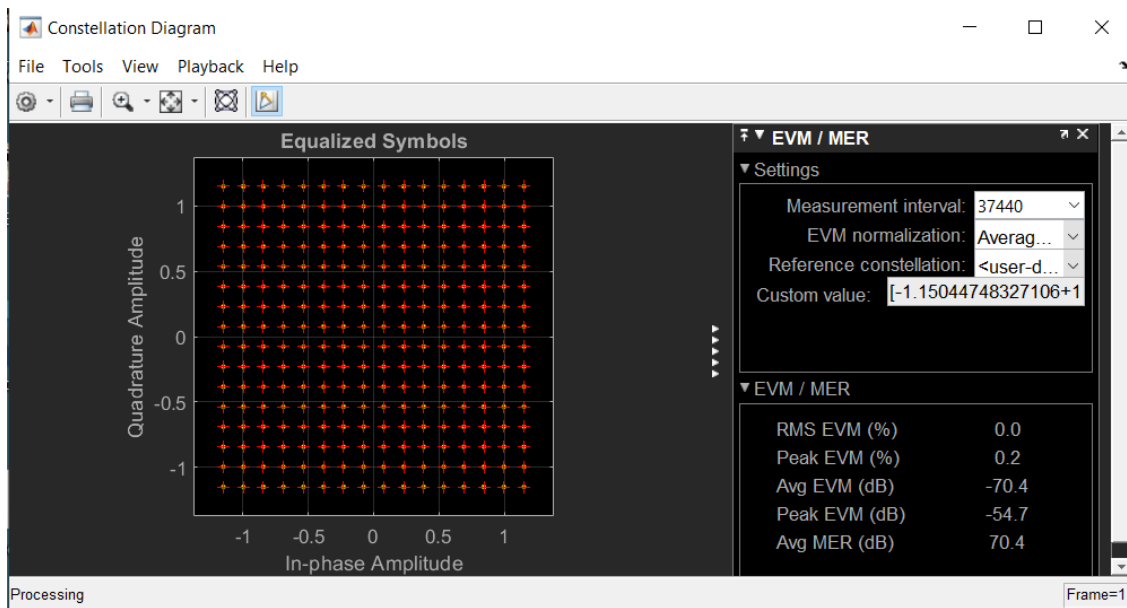 Constellation Diagram
File Tools View Playback Help
Equalized Symbols
1
0.5
0
-0.5
-1
Quadrature Amplitude
-1 -0.5 0 0.5 1
In-phase Amplitude
EVM / MER
Settings
Measurement interval: 37440
EVM normalization: Averag...
Reference constellation: <user-d...
Custom value: [-1.15044748327106+1
EVM / MER
RMS EVM (%) 0.0
Peak EVM (%) 0.2
Avg EVM (dB) -70.4
Peak EVM (dB) -54.7
Avg MER (dB) 70.4
Processing Frame=1